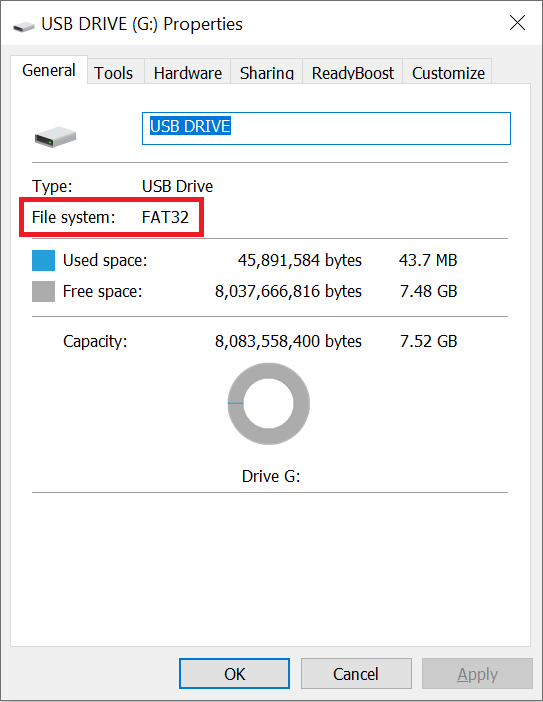 USB DRIVE (G:) Properties
General Tools Hardware Sharing ReadyBoost Customize
USB DRIVE
Type: USB Drive
File system: FAT32
Used space: 45,891,584 bytes 43.7 MB
Free space: 8,037,666,816 bytes 7.48 GB
Capacity: 8,083,558,400 bytes 7.52 GB
Drive G:
OK Cancel Apply